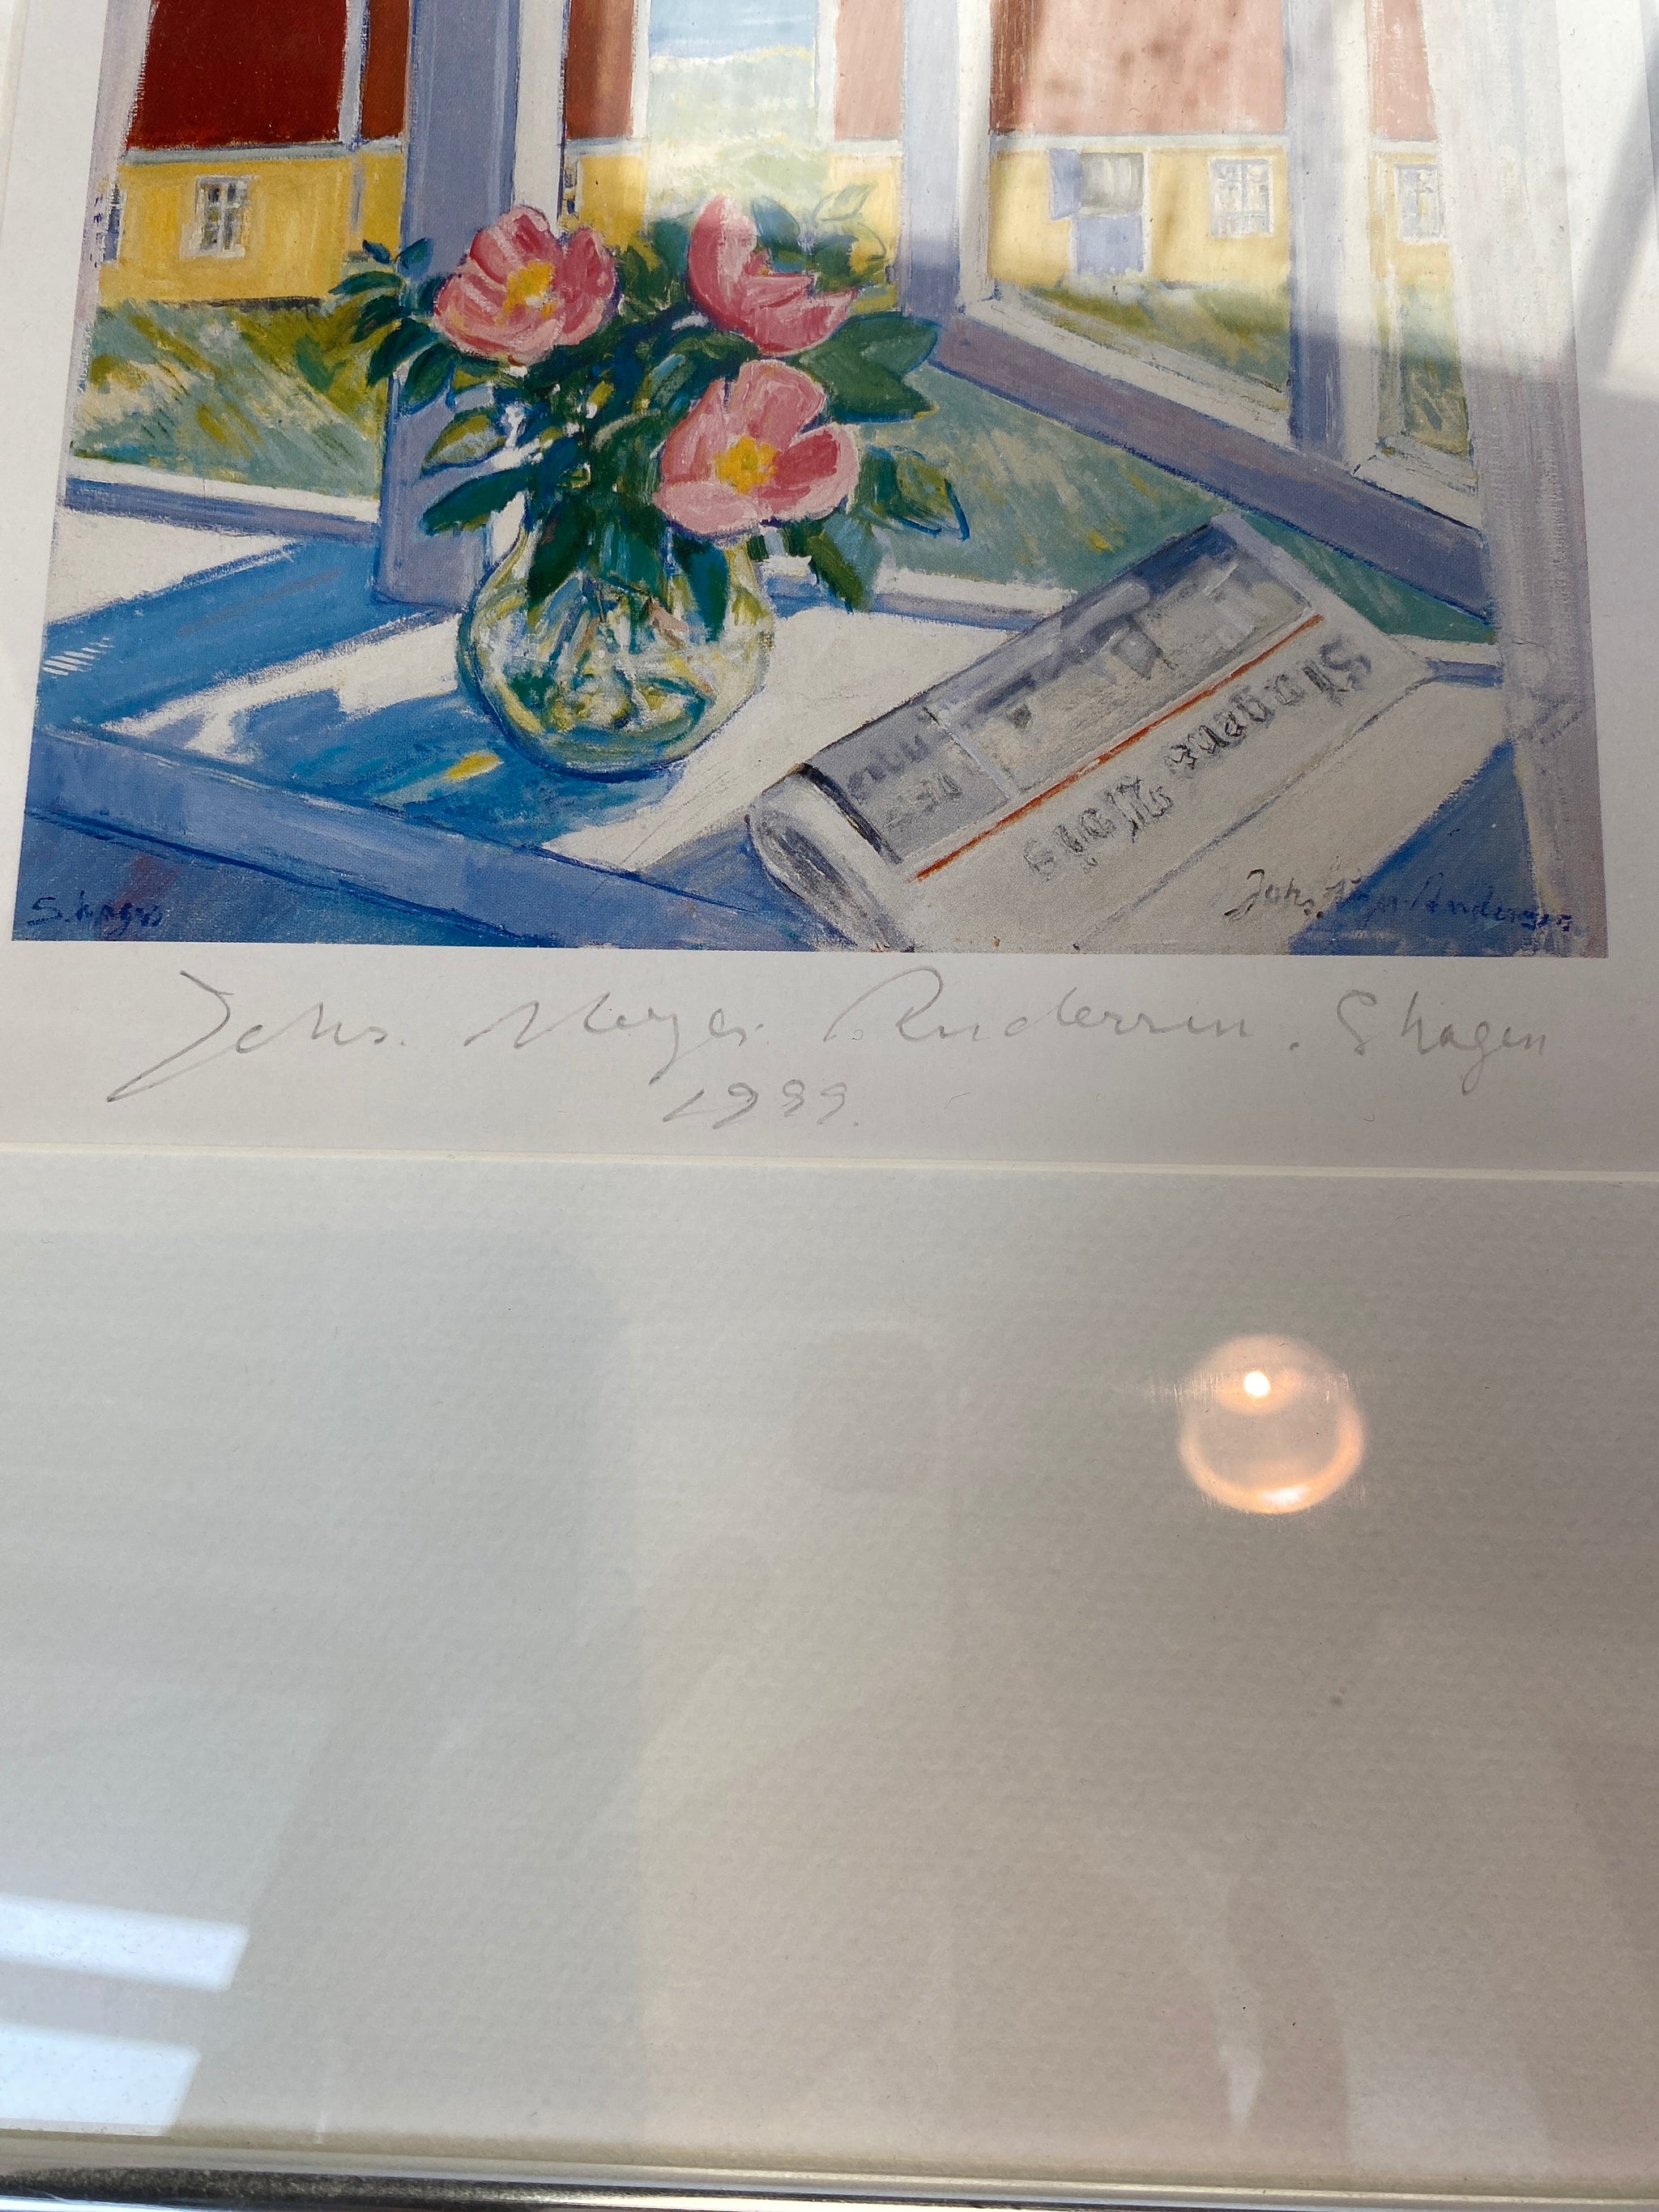 Skagens Avis
Skagen
Johs. Meyer Andersen
Johs. Meyer Andersen. Skagen
1999.